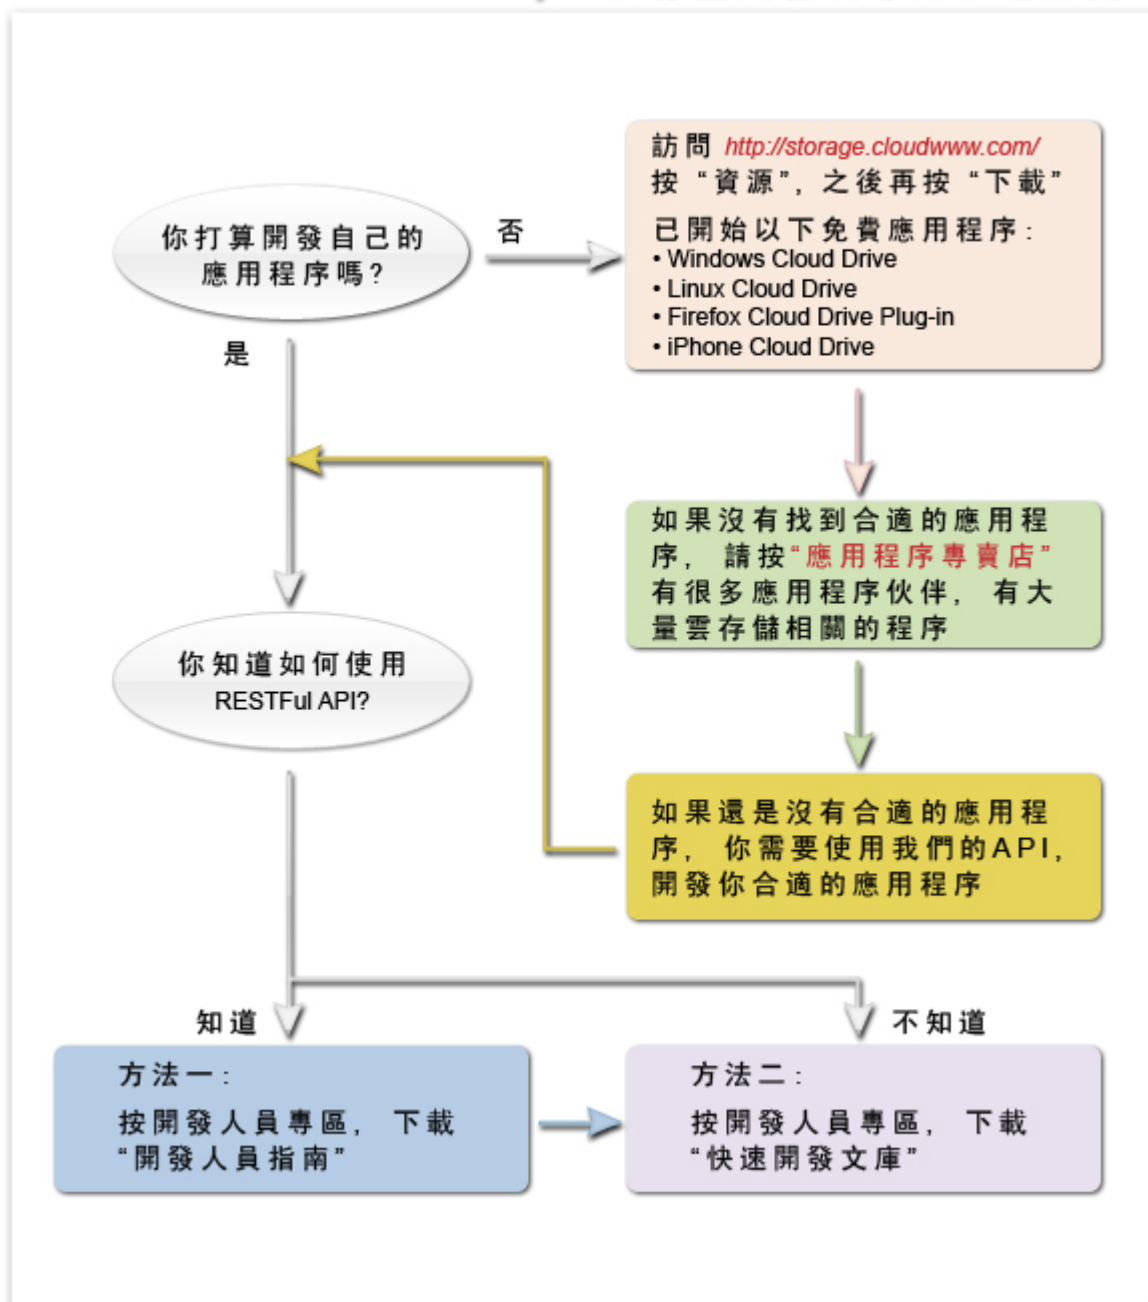 你打算開發自己的
應用程序嗎?
否
是
訪問 http://storage.cloudwww.com/
按 “資源”, 之後再按 “下載”
已開始以下免費應用程序:
• Windows Cloud Drive
• Linux Cloud Drive
• Firefox Cloud Drive Plug-in
• iPhone Cloud Drive
如果沒有找到合適的應用程
序, 請按“應用程序專賣店”
有很多應用程序伙伴, 有大
量雲存儲相關的程序
你知道如何使用
RESTFul API?
如果還是沒有合適的應用程
序, 你需要使用我們的API,
開發你合適的應用程序
知道
不知道
方法一:
按開發人員專區, 下載
“開發人員指南”
方法二:
按開發人員專區, 下載
“快速開發文庫”